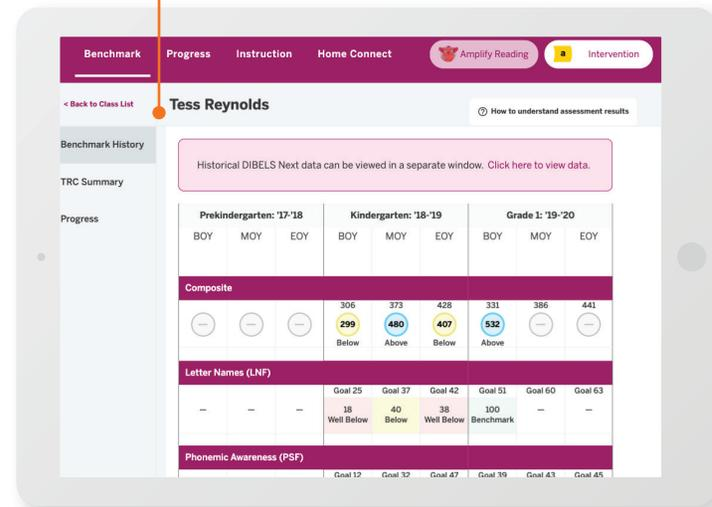 Benchmark Progress Instruction Home Connect Amplify Reading a Intervention
< Back to Class List
Tess Reynolds
? How to understand assessment results
Benchmark History
TRC Summary
Progress
Historical DIBELS Next data can be viewed in a separate window. Click here to view data.
Prekindergarten: '17-'18 Kindergarten: '18-'19 Grade 1: '19-'20
BOY MOY EOY BOY MOY EOY BOY MOY EOY
Composite
306 373 428 331 386 441
— — — 299 480 407 532 — —
Below Above Below Above
Letter Names (LNF)
Goal 25 Goal 37 Goal 42 Goal 51 Goal 60 Goal 63
– – – 18 40 38 100 – –
Well Below Below Well Below Benchmark
Phonemic Awareness (PSF)
Goal 12 Goal 32 Goal 47 Goal 39 Goal 43 Goal 45